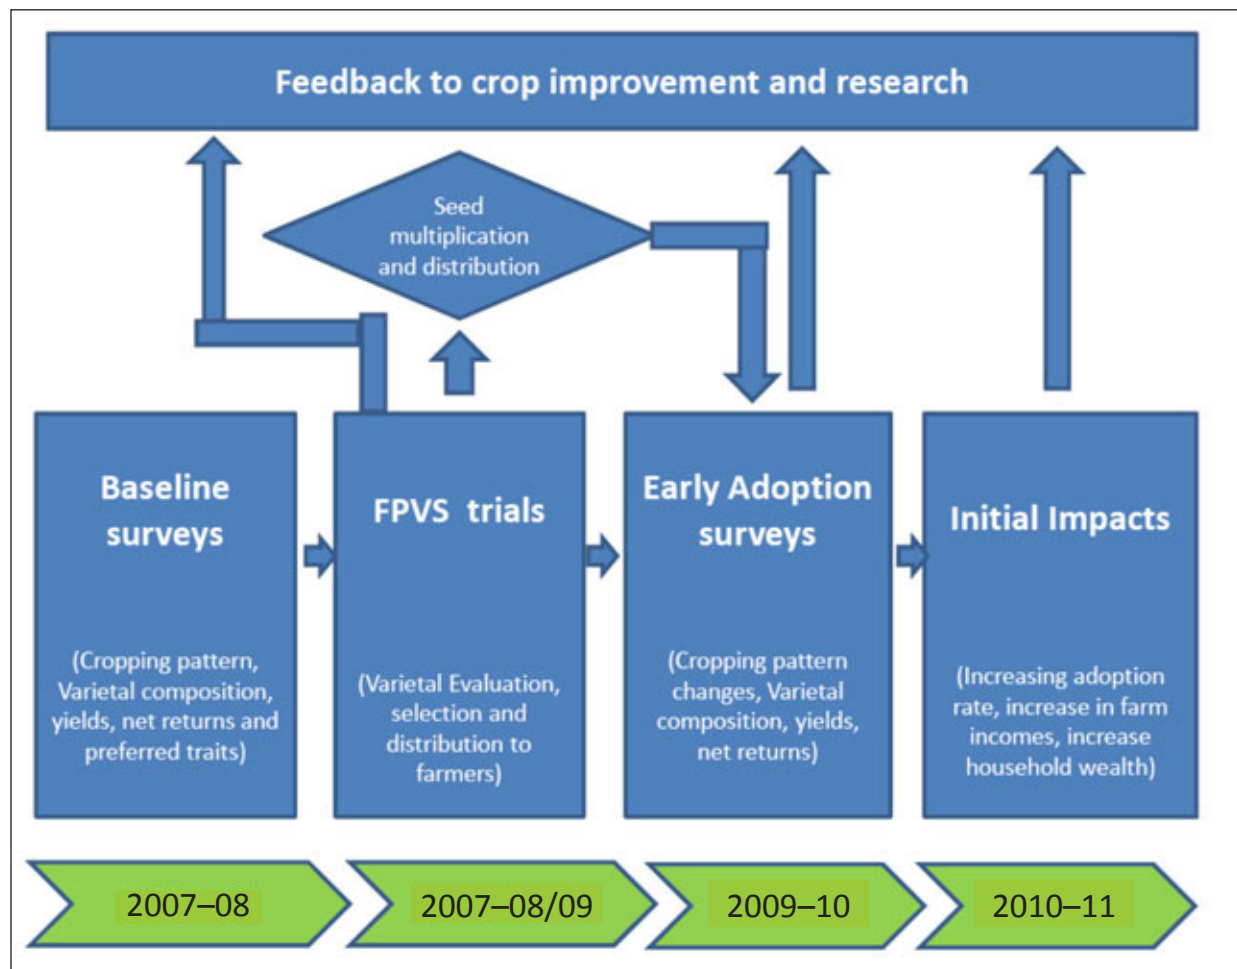 Feedback to crop improvement and research
Seed
multiplication
and distribution
Baseline
surveys
(Cropping pattern,
Varietal composition,
yields, net returns and
preferred traits)
FPVS trials
(Varietal Evaluation,
selection and
distribution to
farmers)
Early Adoption
surveys
(Cropping pattern
changes, Varietal
composition, yields,
net returns)
Initial Impacts
(Increasing adoption
rate, increase in farm
incomes, increase
household wealth)
2007–08
2007–08/09
2009–10
2010–11